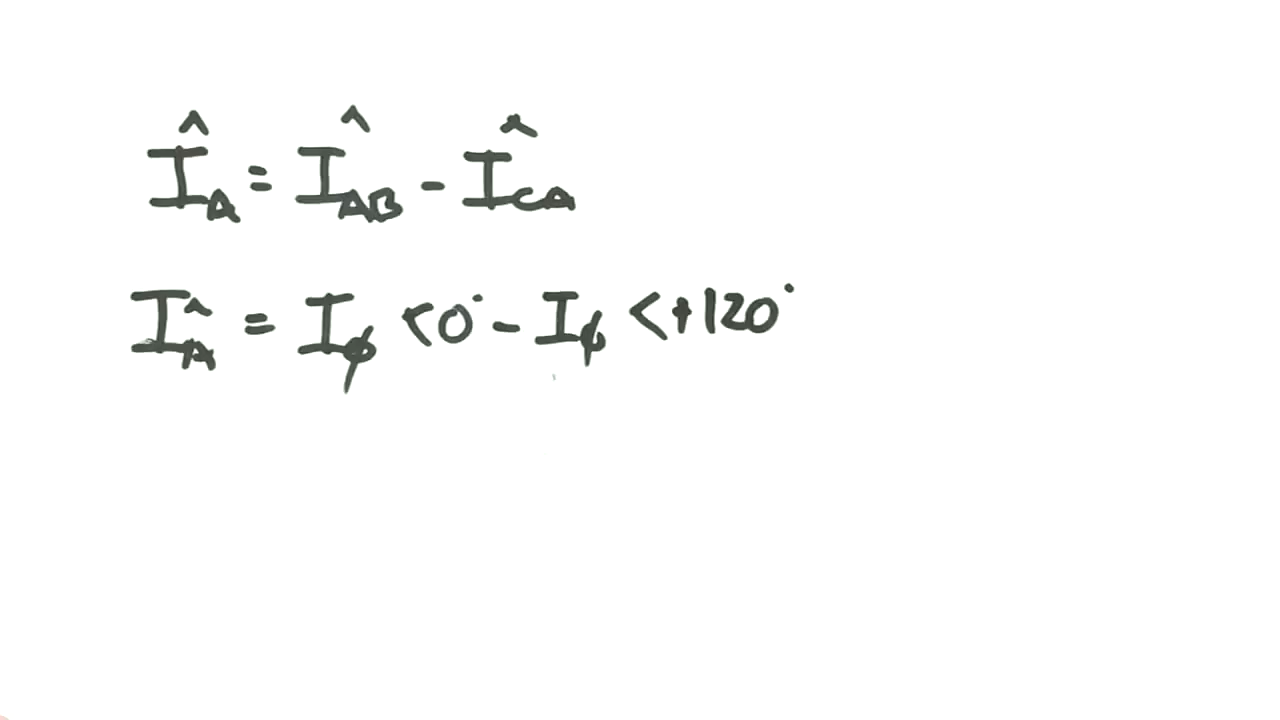 Î_A = Î_AB - Î_CA
Î_A = I_ϕ <0° - I_ϕ <+120°